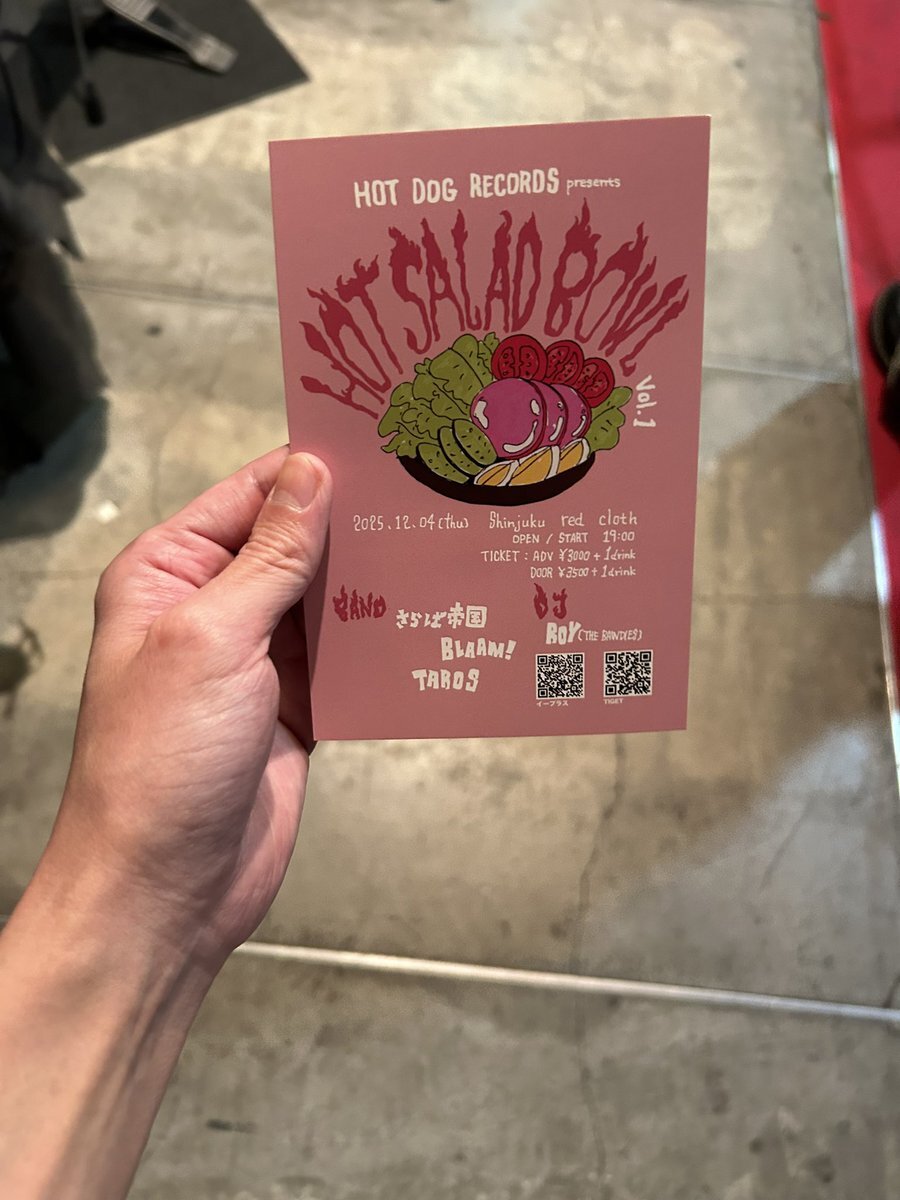 HOT DOG RECORDS presents
HOT SALAD BOWL
Vol.1
2025.12.04(Thu) Shinjuku red cloth
OPEN / START 19:00
TICKET : ADV ¥3000 + 1drink
DOOR ¥3500 + 1drink
BAND
さらば帝国
BLAAM!
TAROS
DJ
ROY (THE BAWDIES)
イープラス
TIGET